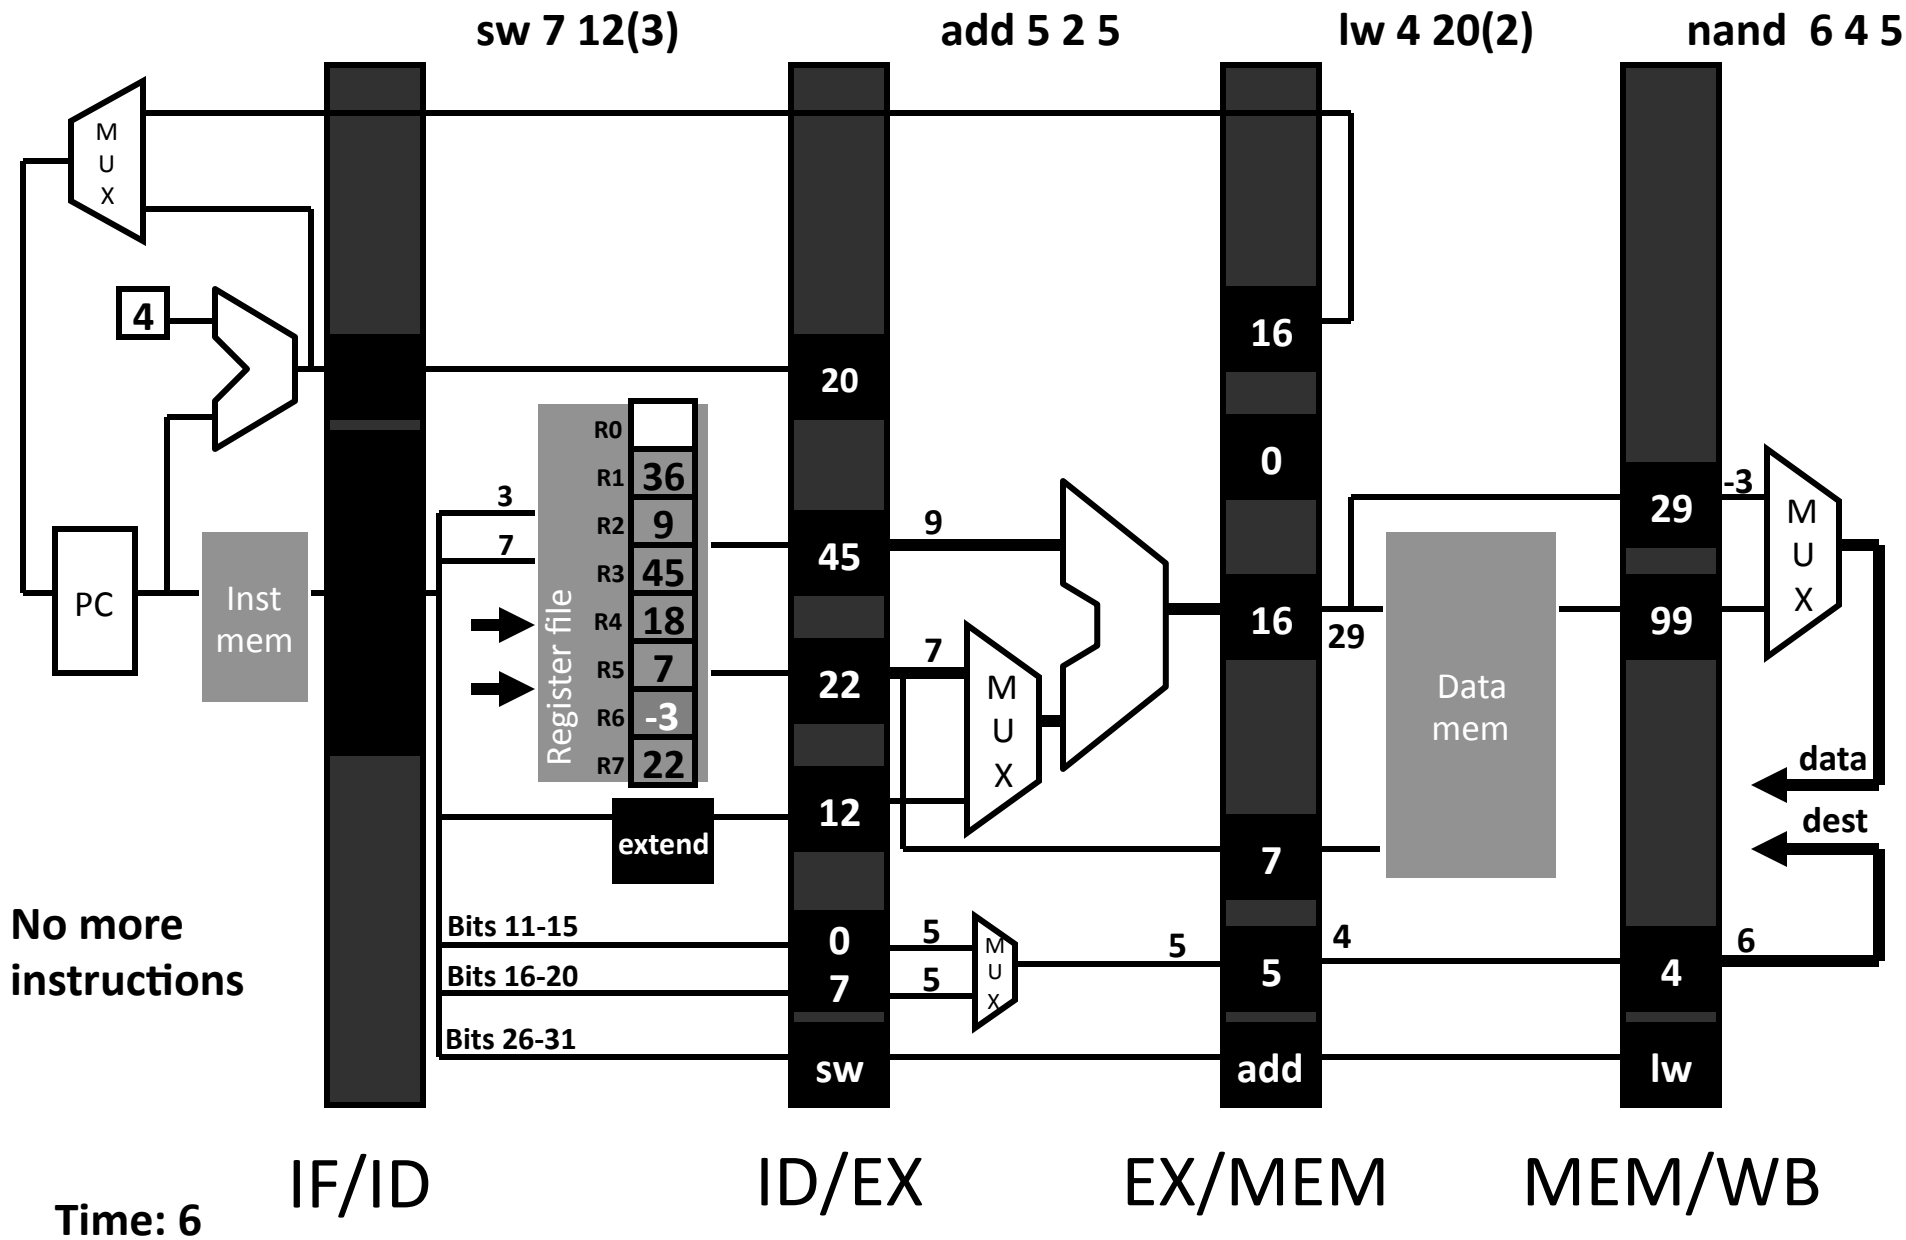 sw 7 12(3)
add 5 2 5
lw 4 20(2)
nand 6 4 5
M
U
X
4
16
20
R0
R1 36
R2 9
R3 45
R4 18
R5 7
R6 -3
R7 22
Register file
3
7
0
45
9
29
-3
M
U
X
PC
Inst
mem
16
29
99
22
7
M
U
X
Data
mem
12
extend
7
data
dest
No more
instructions
Bits 11-15
0
5
M
U
X
5
5
4
4
6
Bits 16-20
7
5
Bits 26-31
sw
add
lw
IF/ID
ID/EX
EX/MEM
MEM/WB
Time: 6